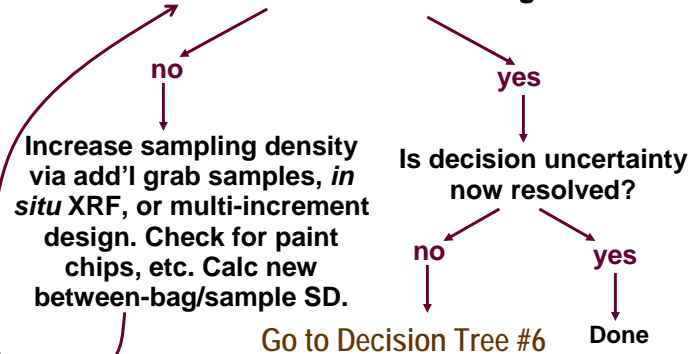 no
yes
Increase sampling density
via add'l grab samples, in
situ XRF, or multi-increment
design. Check for paint
chips, etc. Calc new
between-bag/sample SD.
Is decision uncertainty
now resolved?
no
yes
Go to Decision Tree #6
Done